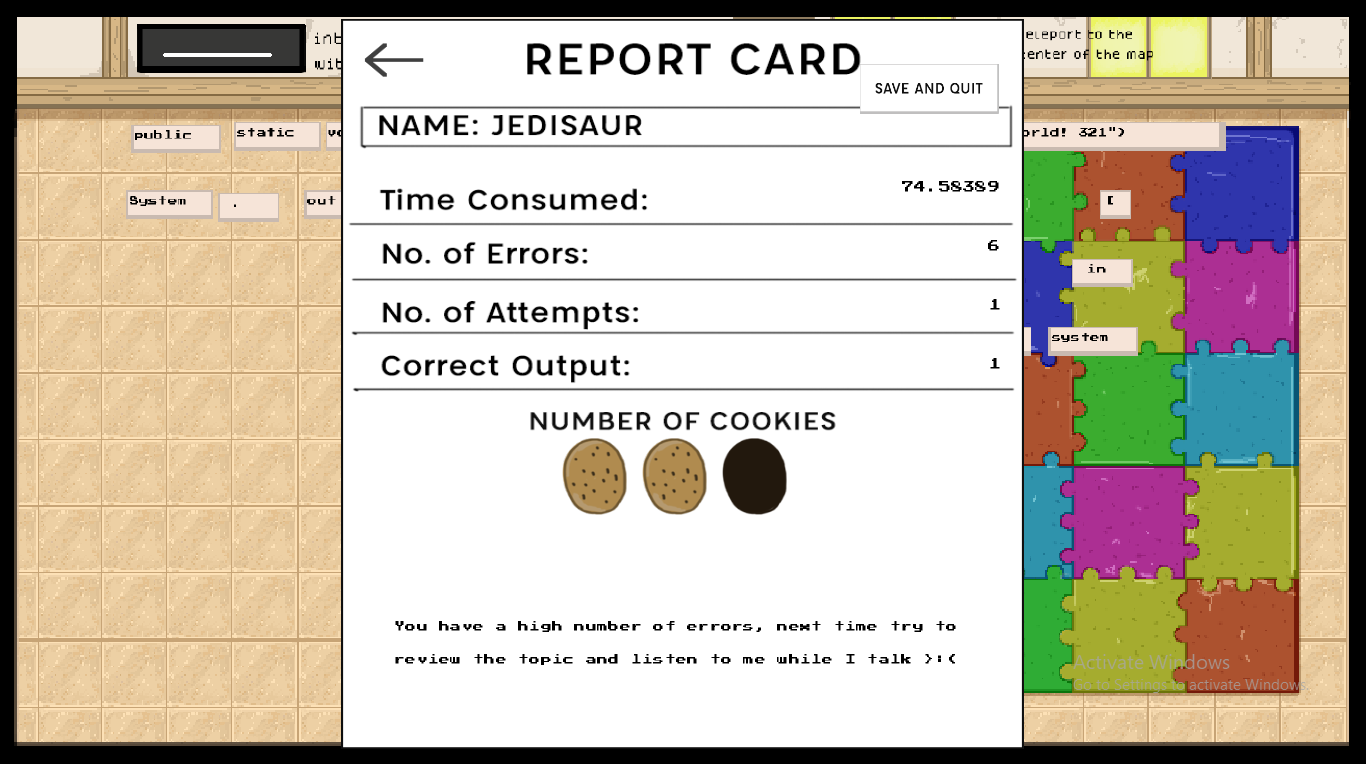 int
wit
REPORT CARD
eleport to the
center of the map
SAVE AND QUIT
NAME: JEDISAUR
public static vo
orld! 321")
Time Consumed: 74.58389
System . out
[
No. of Errors: 6
in
No. of Attempts: 1
system
Correct Output: 1
NUMBER OF COOKIES
You have a high number of errors, next time try to
review the topic and listen to me while I talk >:(
Activate Windows
Go to Settings to activate Windows.